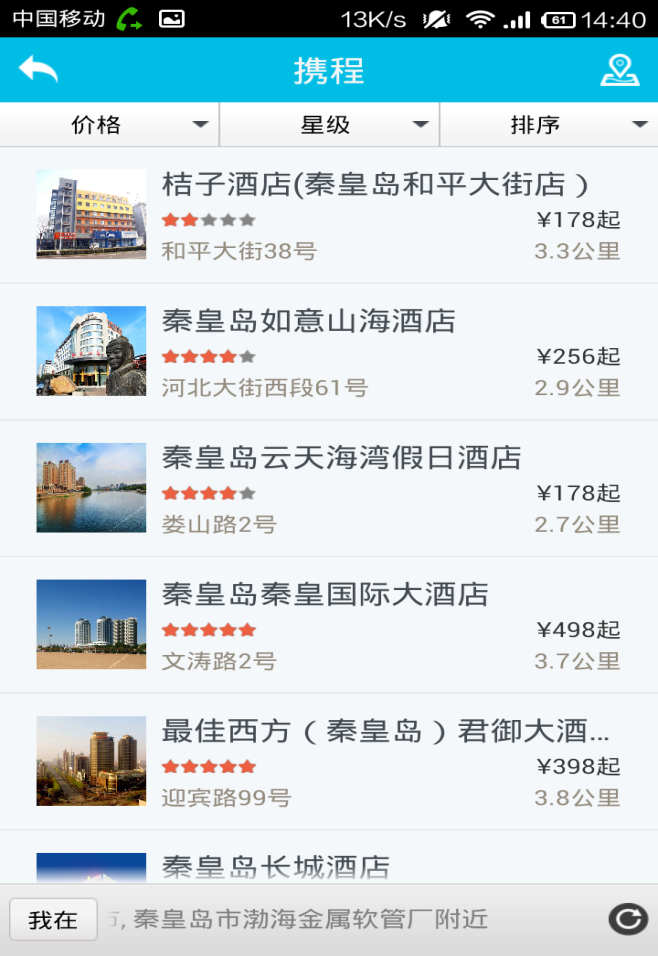 中国移动 13K/s 61 14:40
携程
价格 星级 排序
桔子酒店(秦皇岛和平大街店）
¥178起
和平大街38号 3.3公里
秦皇岛如意山海酒店
¥256起
河北大街西段61号 2.9公里
秦皇岛云天海湾假日酒店
¥178起
娄山路2号 2.7公里
秦皇岛秦皇国际大酒店
¥498起
文涛路2号 3.7公里
最佳西方（秦皇岛）君御大酒...
¥398起
迎宾路99号 3.8公里
秦皇岛长城酒店
我在 市, 秦皇岛市渤海金属软管厂附近